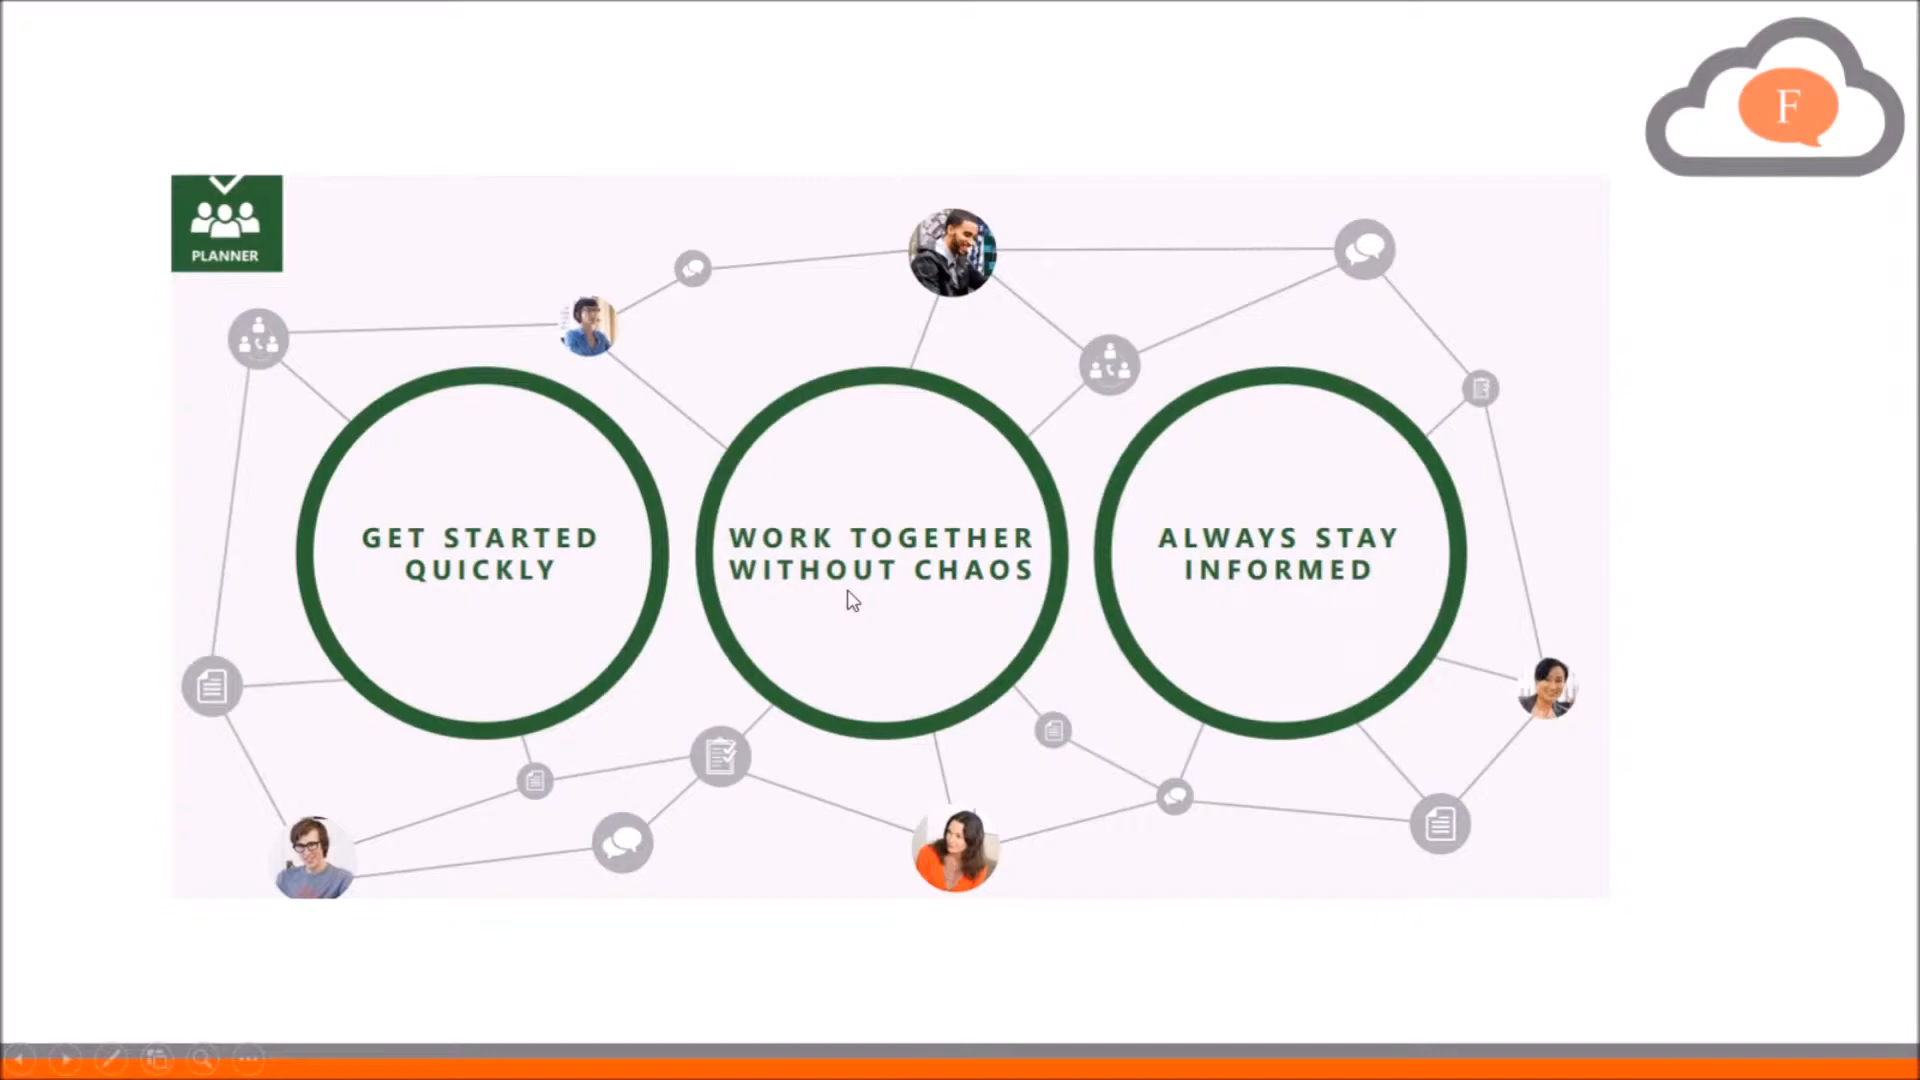 F
PLANNER
GET STARTED
QUICKLY
WORK TOGETHER
WITHOUT CHAOS
ALWAYS STAY
INFORMED